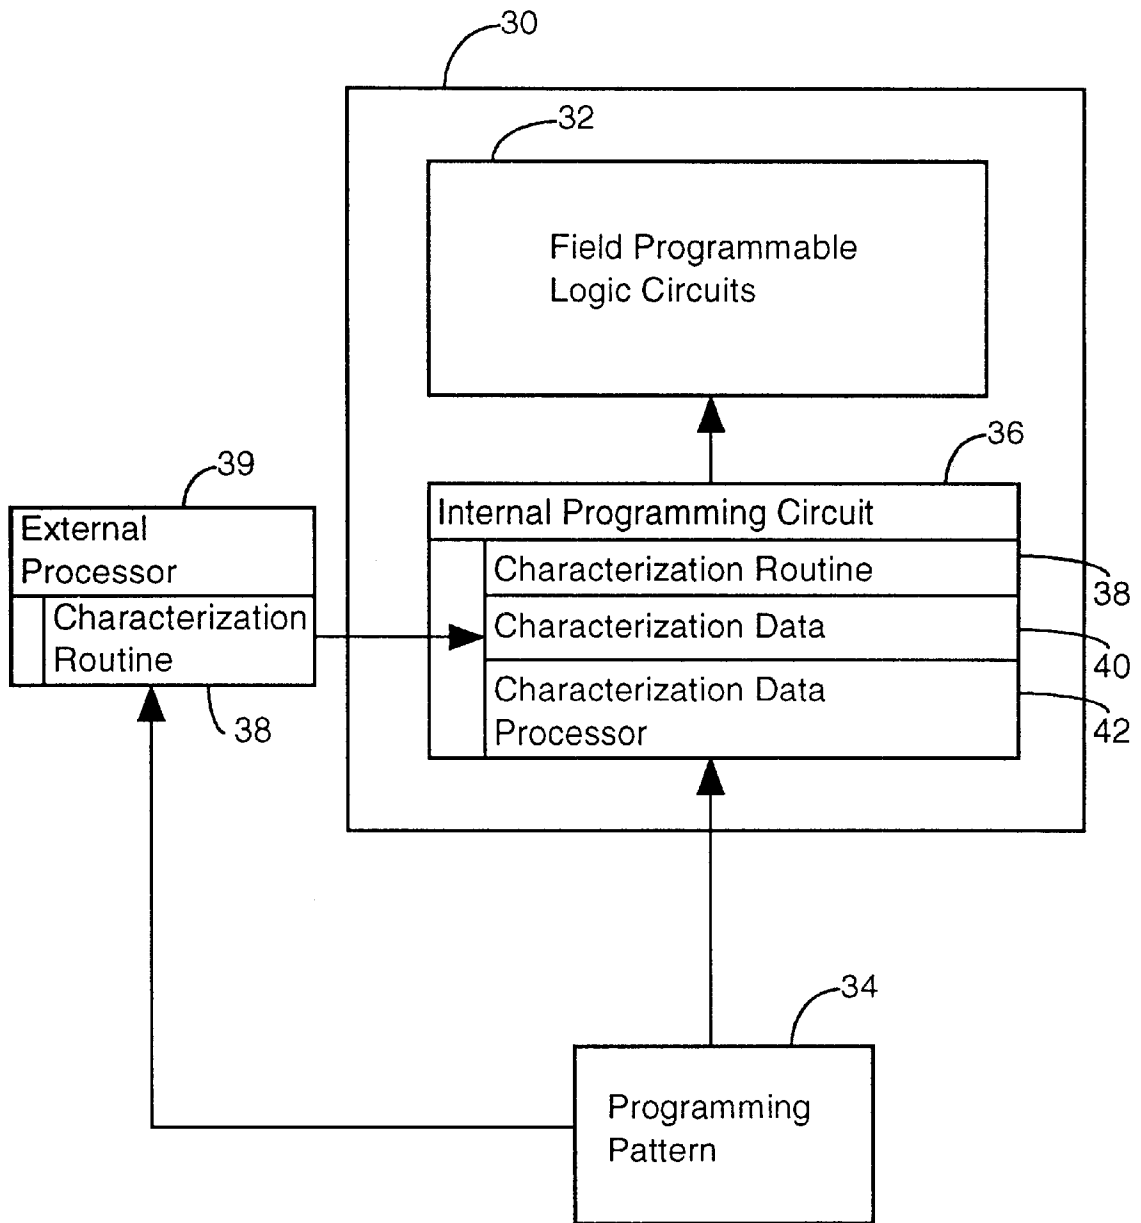 30
32
Field Programmable
Logic Circuits
36
39
Internal Programming Circuit
External
Processor
Characterization Routine
38
Characterization
Routine
Characterization Data
40
38
Characterization Data
Processor
42
34
Programming
Pattern